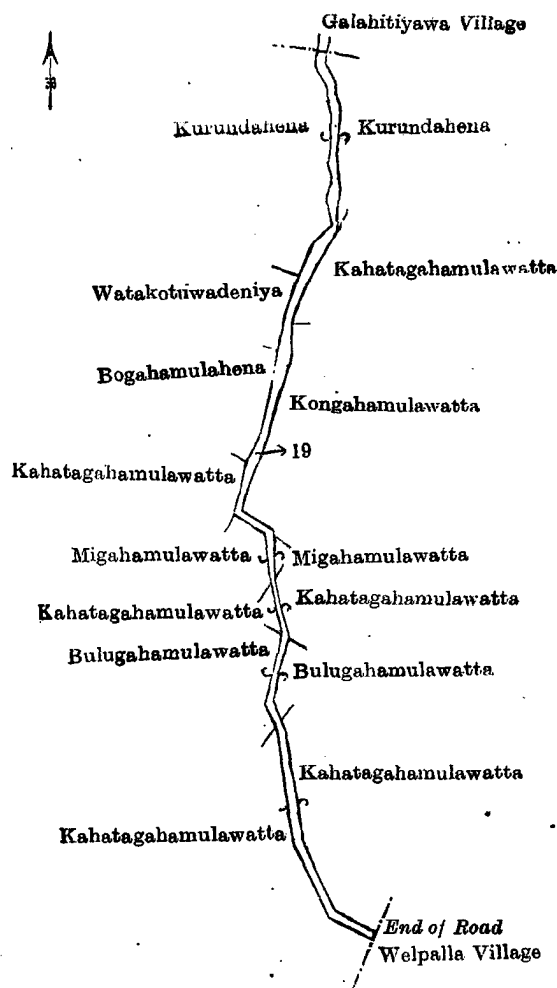 Galahitiyawa Village
Kurundahena Kurundahena
Kahatagahamulawatta
Watakotuwadeniya
Bogahamulahena
Kongahamulawatta
19
Kahatagahamulawatta
Migahamulawatta Migahamulawatta
Kahatagahamulawatta Kahatagahamulawatta
Bulugahamulawatta
Bulugahamulawatta
Kahatagahamulawatta
Kahatagahamulawatta
End of Road
Welpalla Village